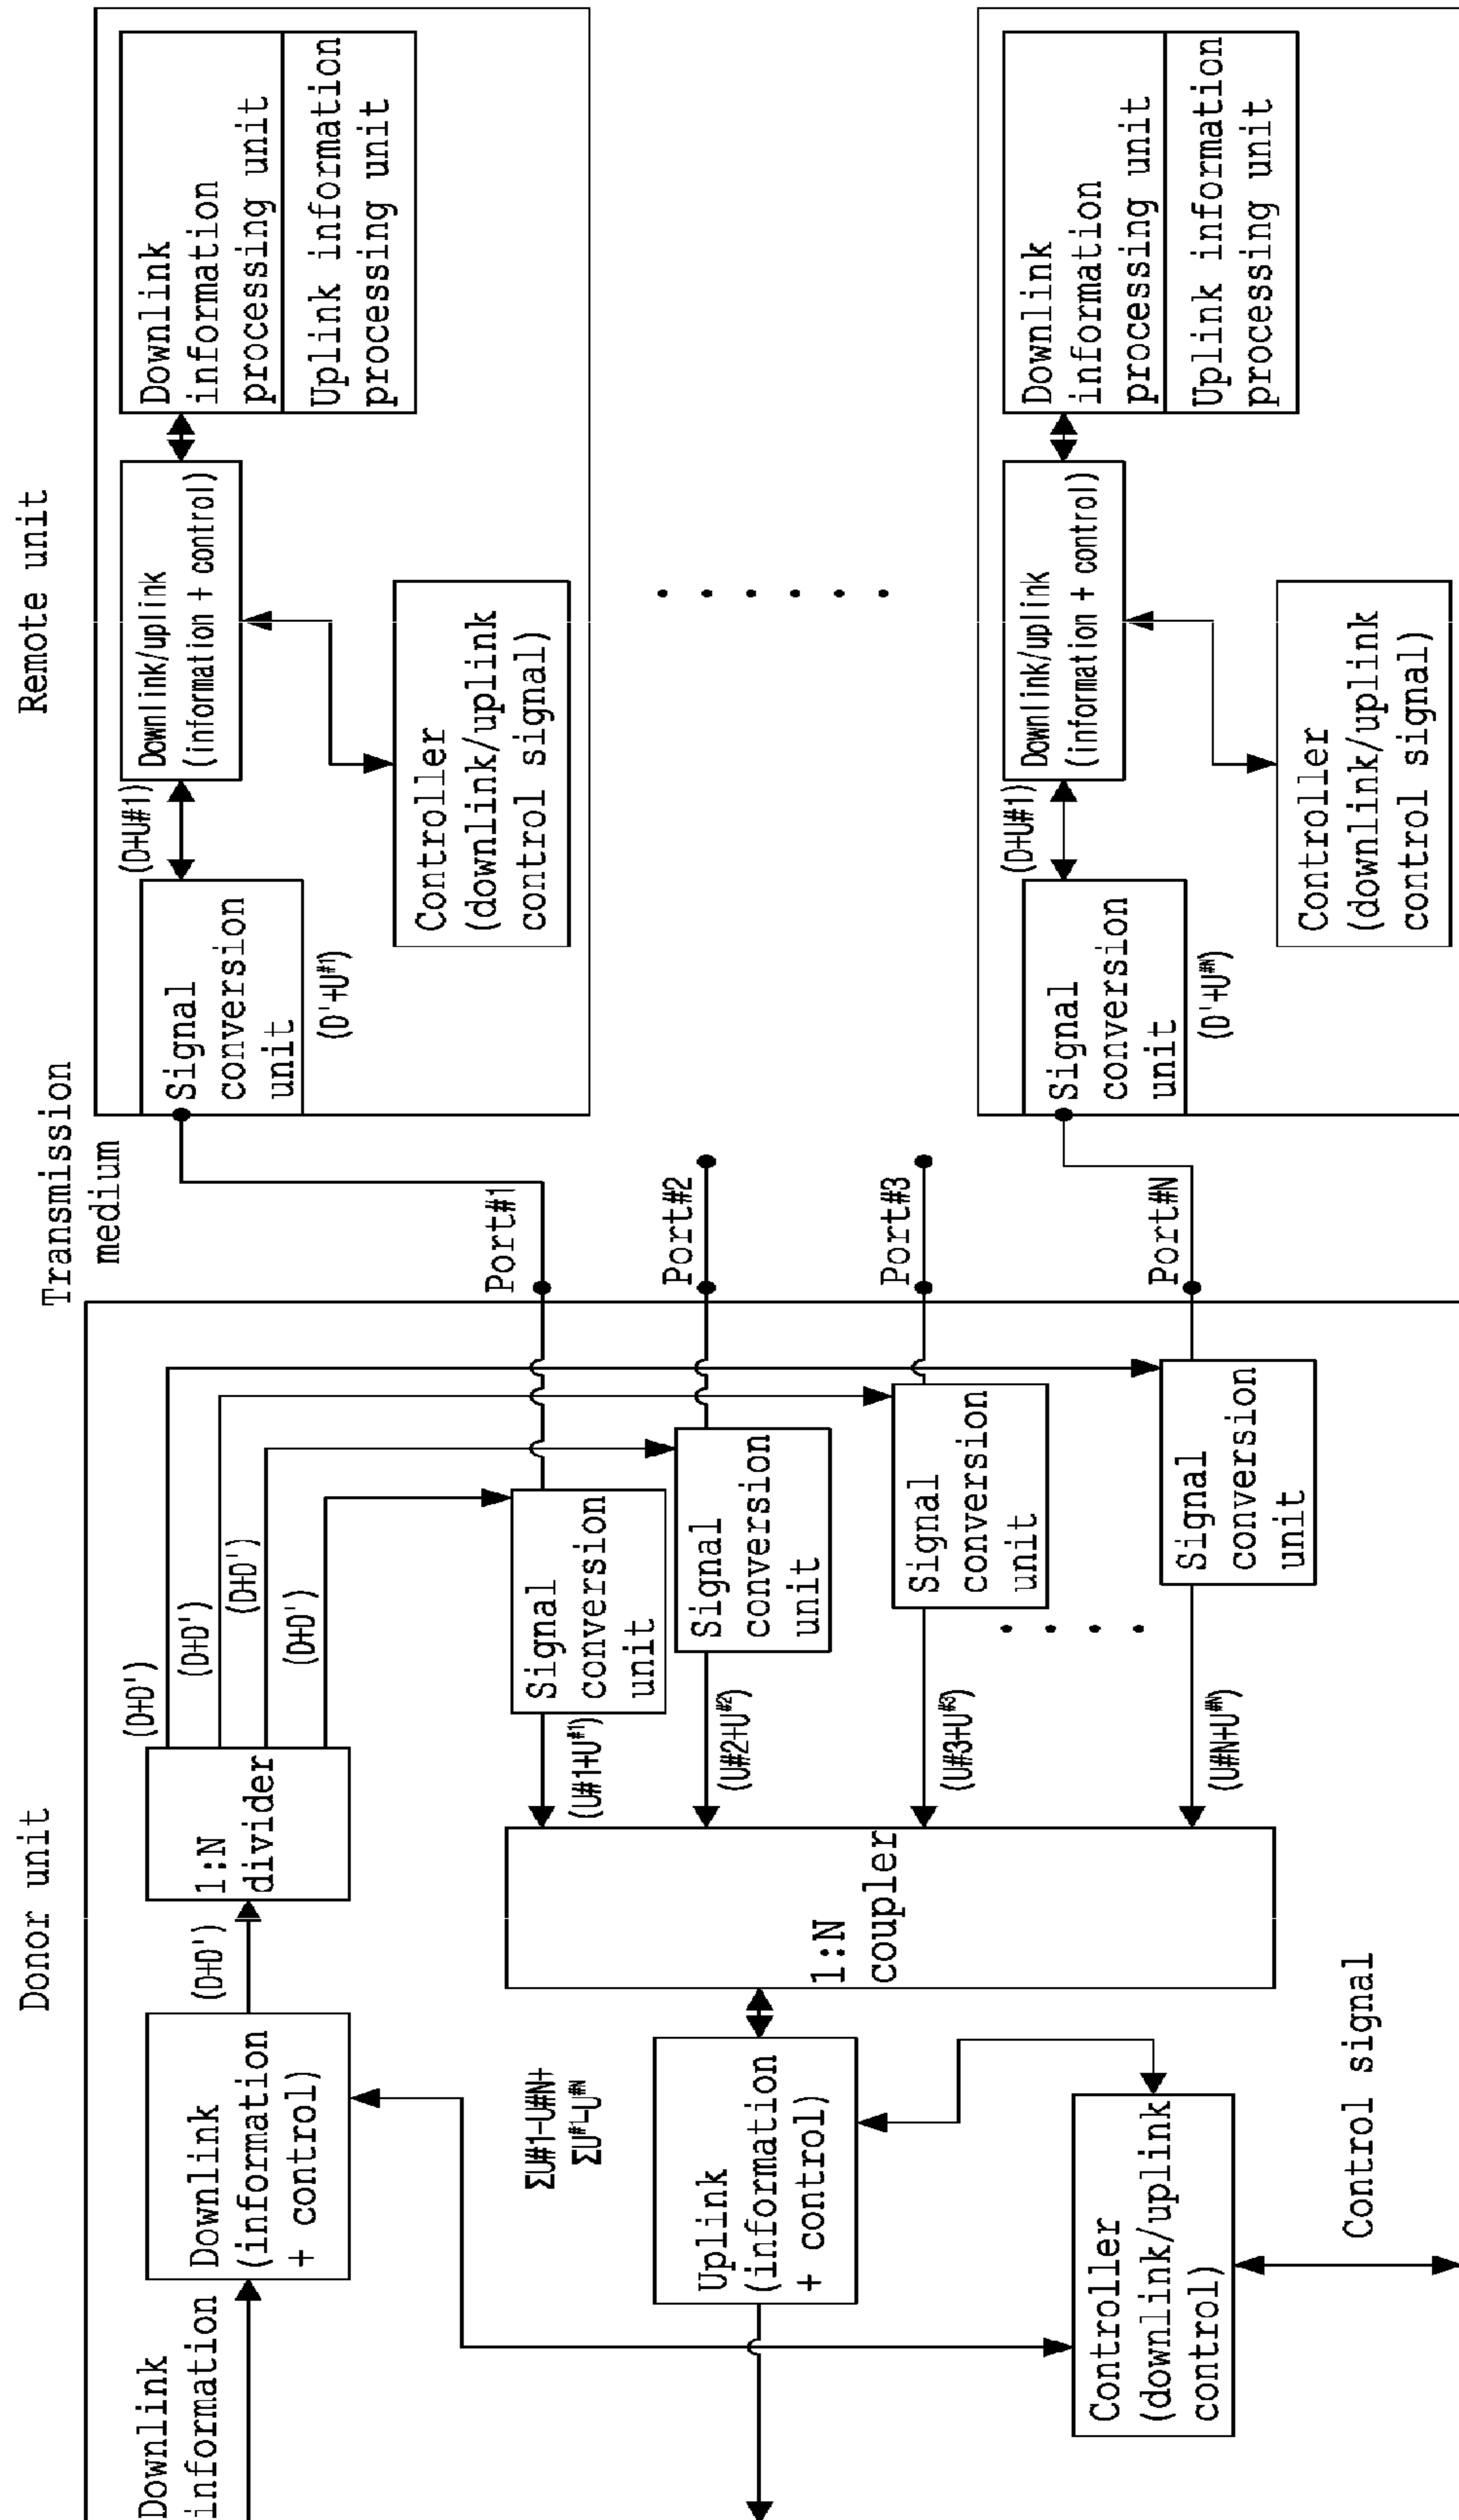 Donor unit
Transmission
medium
Remote unit
Downlink
information
Downlink
(information
+ control)
(D+D')
1:N
divider
(D+D')
(D+D')
(D+D')
(D+D')
ΣU#1-U#N+
ΣU^#1-U^#N
Uplink
(information
+ control)
1:N
coupler
Controller
(downlink/uplink
control)
Control signal
(U#1+U^#1)
Signal
conversion
unit
Port#1
(U#2+U^#2)
Signal
conversion
unit
Port#2
(U#3+U^#3)
Signal
conversion
unit
Port#3
(U#N+U^#N)
Signal
conversion
unit
Port#N
Signal
conversion
unit
(D'+U^#1)
(D+U#1)
Downlink/uplink
(information + control)
Controller
(downlink/uplink
control signal)
Downlink
information
processing unit
Uplink information
processing unit
Signal
conversion
unit
(D'+U^#N)
(D+U#1)
Downlink/uplink
(information + control)
Controller
(downlink/uplink
control signal)
Downlink
information
processing unit
Uplink information
processing unit